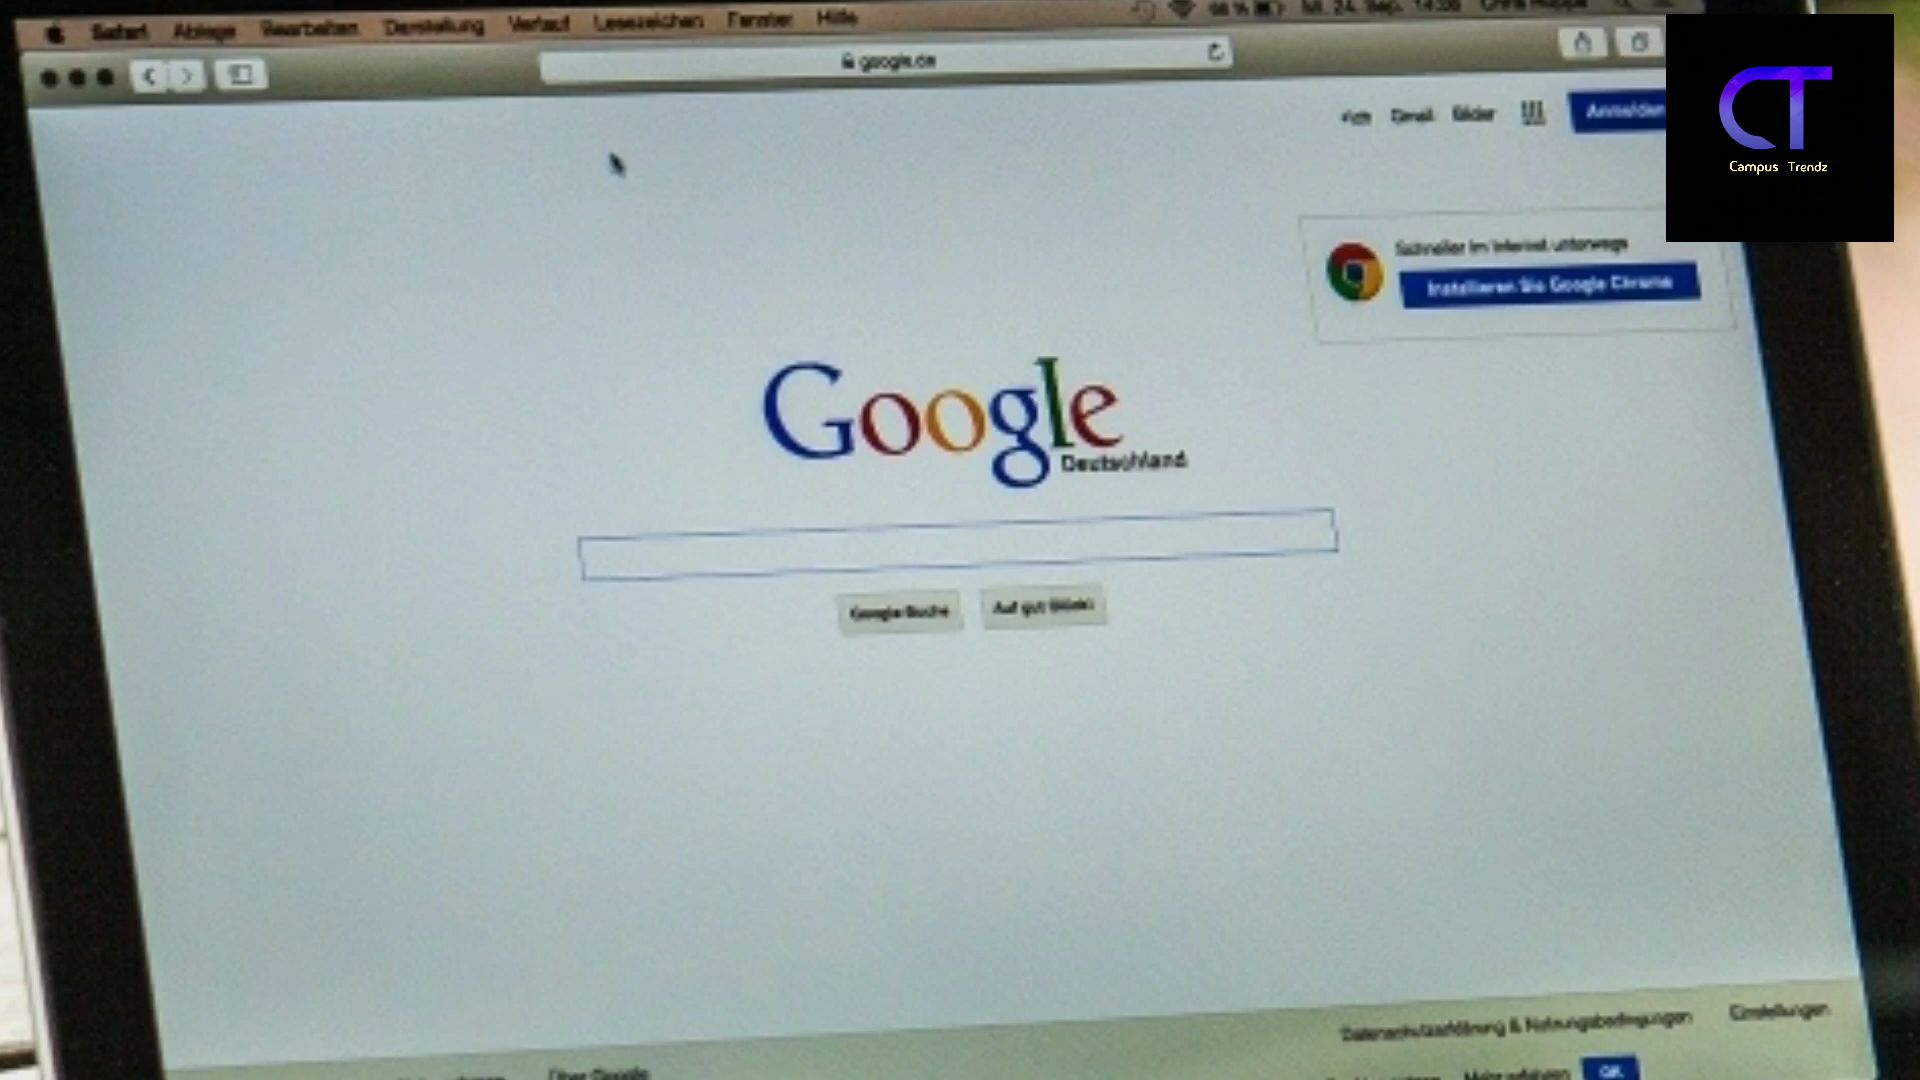 Safari Ablage Bearbeiten Darstellung Verlauf Lesezeichen Fenster Hilfe
google.de
Gmail Bilder
Anmelden
CT
Campus Trendz
Schneller im Internet unterwegs
Installieren Sie Google Chrome
Google
Deutschland
Google-Suche
Auf gut Glück!
Datenschutzerklärung & Nutzungsbedingungen
Einstellungen
Über Google
Mehr erfahren
OK